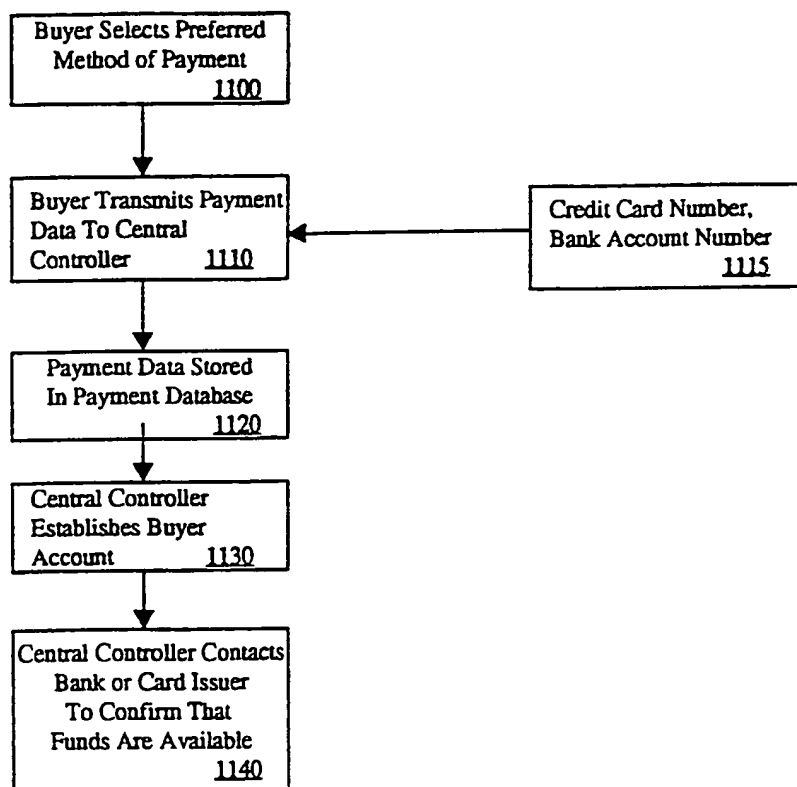 Buyer Selects Preferred
Method of Payment
1100
Buyer Transmits Payment
Data To Central
Controller 1110
Credit Card Number,
Bank Account Number
1115
Payment Data Stored
In Payment Database
1120
Central Controller
Establishes Buyer
Account 1130
Central Controller Contacts
Bank or Card Issuer
To Confirm That
Funds Are Available
1140